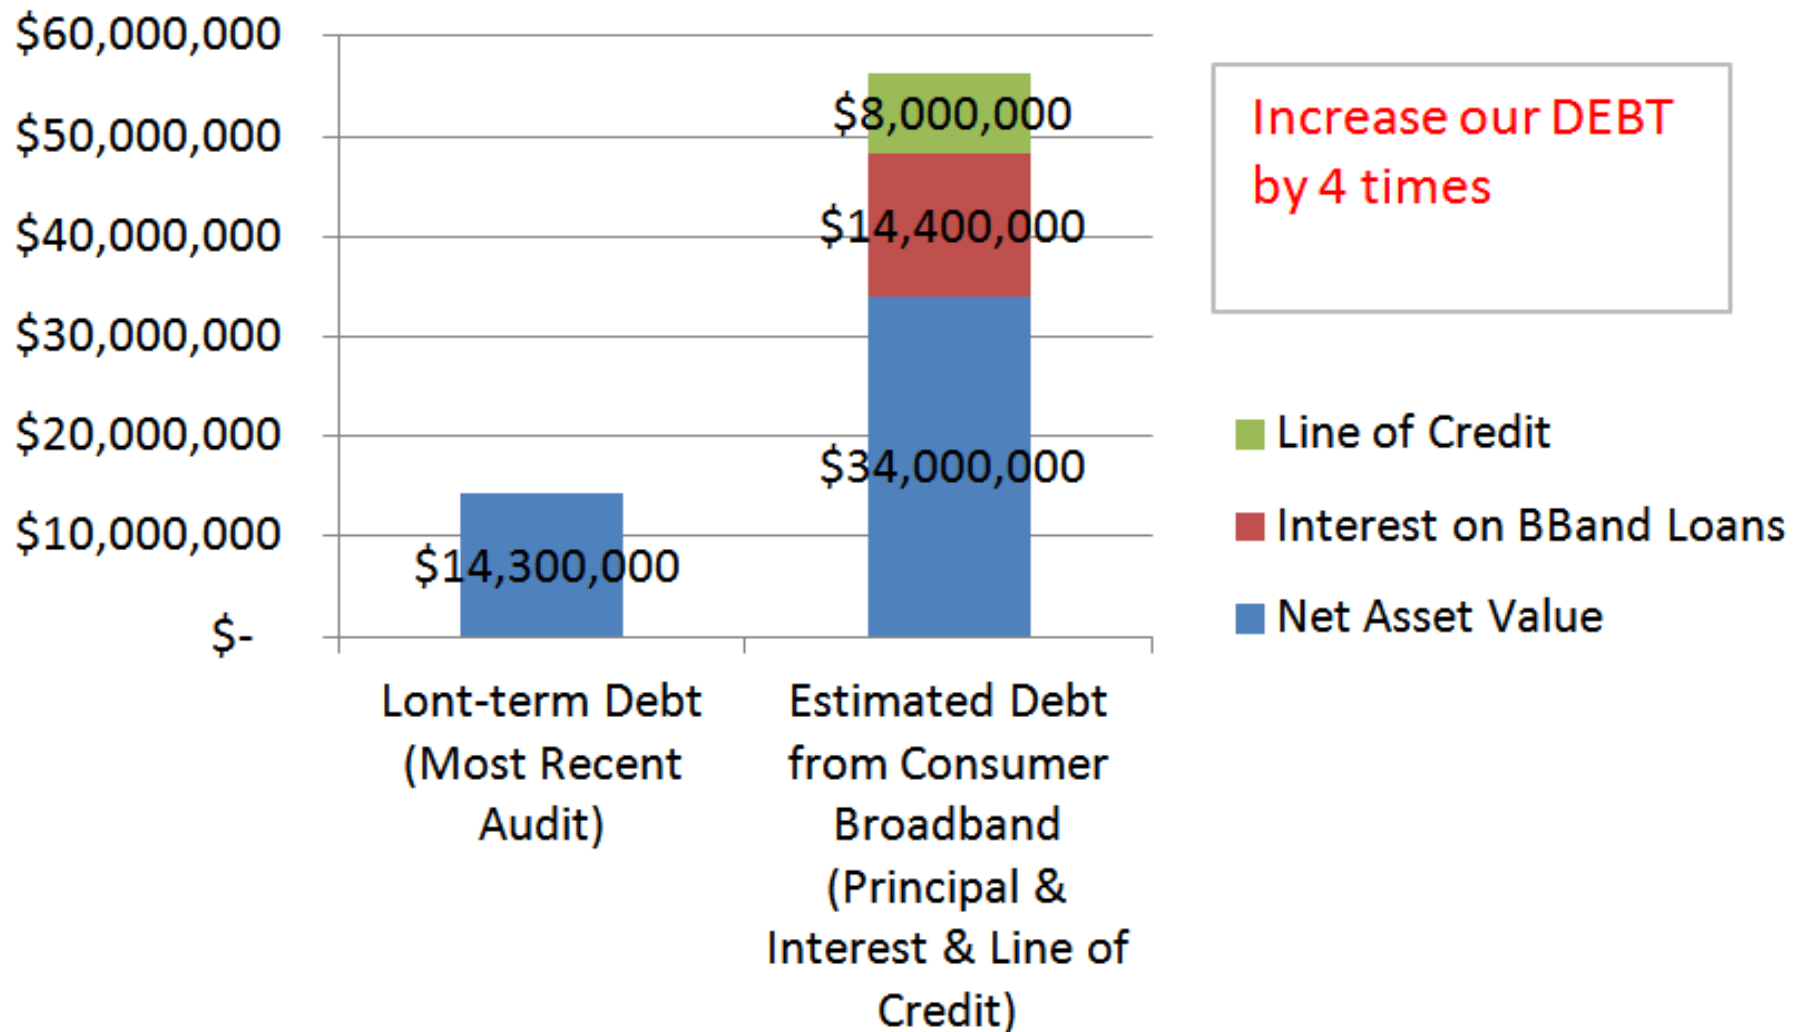 $60,000,000
$50,000,000
$40,000,000
$30,000,000
$20,000,000
$10,000,000
$-
$14,300,000
$8,000,000
$14,400,000
$34,000,000
Lont-term Debt
(Most Recent
Audit)
Estimated Debt
from Consumer
Broadband
(Principal &
Interest & Line of
Credit)
Increase our DEBT
by 4 times
Line of Credit
Interest on BBand Loans
Net Asset Value